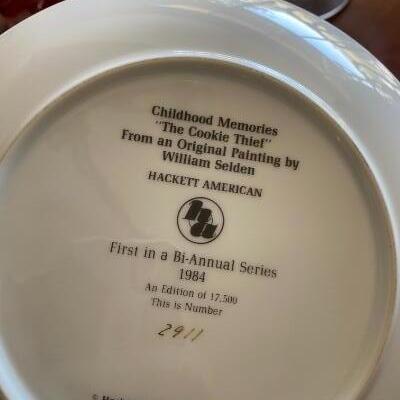 Childhood Memories
"The Cookie Thief"
From an Original Painting by
William Selden
HACKETT AMERICAN
ha
First in a Bi-Annual Series
1984
An Edition of 17,500
This is Number
2911
©